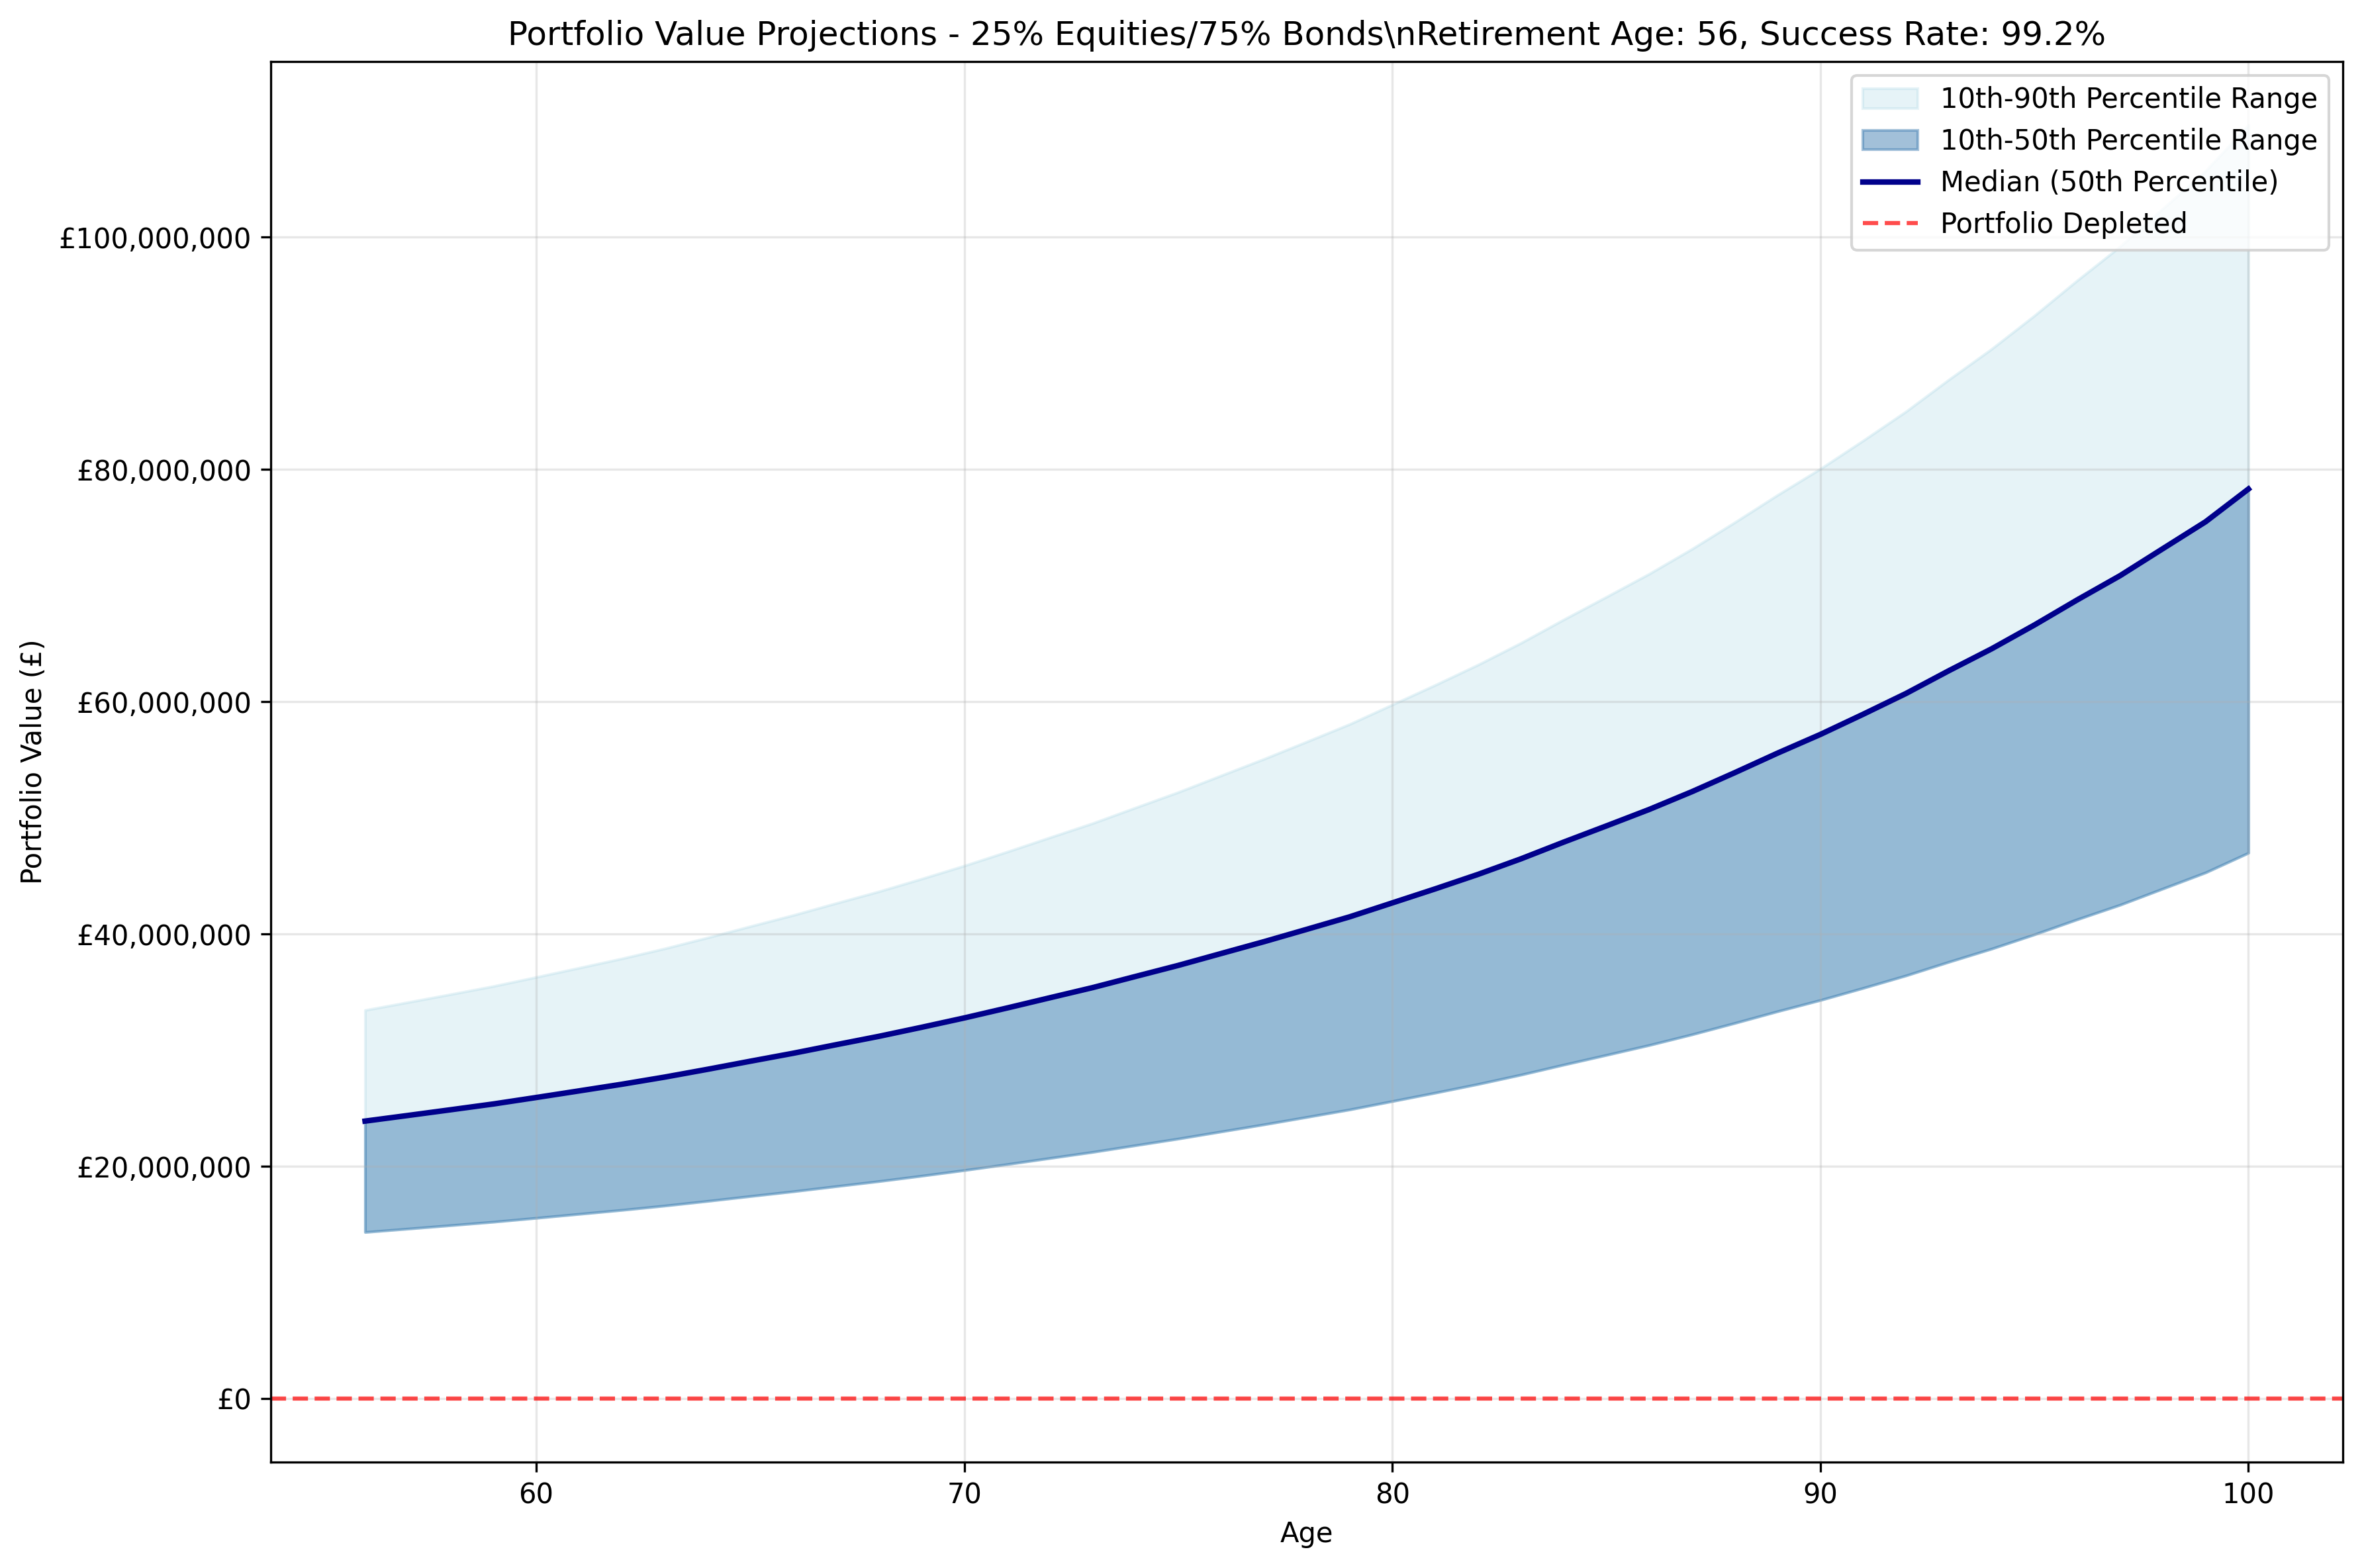 Portfolio Value Projections - 25% Equities/75% Bonds\nRetirement Age: 56, Success Rate: 99.2%
10th-90th Percentile Range
10th-50th Percentile Range
Median (50th Percentile)
Portfolio Depleted
Portfolio Value (£)
£100,000,000
£80,000,000
£60,000,000
£40,000,000
£20,000,000
£0
60
70
80
90
100
Age